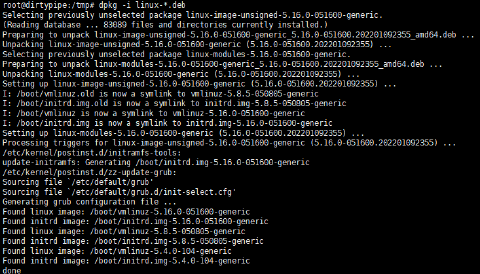 root@dirtypipe:/tmp# dpkg -i linux-*.deb
Selecting previously unselected package linux-image-unsigned-5.16.0-051600-generic.
(Reading database ... 83089 files and directories currently installed.)
Preparing to unpack linux-image-unsigned-5.16.0-051600-generic_5.16.0-051600.202201092355_amd64.deb ...
Unpacking linux-image-unsigned-5.16.0-051600-generic (5.16.0-051600.202201092355) ...
Selecting previously unselected package linux-modules-5.16.0-051600-generic.
Preparing to unpack linux-modules-5.16.0-051600-generic_5.16.0-051600.202201092355_amd64.deb ...
Unpacking linux-modules-5.16.0-051600-generic (5.16.0-051600.202201092355) ...
Setting up linux-image-unsigned-5.16.0-051600-generic (5.16.0-051600.202201092355) ...
I: /boot/vmlinuz.old is now a symlink to vmlinuz-5.8.5-050805-generic
I: /boot/initrd.img.old is now a symlink to initrd.img-5.8.5-050805-generic
I: /boot/vmlinuz is now a symlink to vmlinuz-5.16.0-051600-generic
I: /boot/initrd.img is now a symlink to initrd.img-5.16.0-051600-generic
Setting up linux-modules-5.16.0-051600-generic (5.16.0-051600.202201092355) ...
Processing triggers for linux-image-unsigned-5.16.0-051600-generic (5.16.0-051600.202201092355) ...
/etc/kernel/postinst.d/initramfs-tools:
update-initramfs: Generating /boot/initrd.img-5.16.0-051600-generic
/etc/kernel/postinst.d/zz-update-grub:
Sourcing file `/etc/default/grub'
Sourcing file `/etc/default/grub.d/init-select.cfg'
Generating grub configuration file ...
Found linux image: /boot/vmlinuz-5.16.0-051600-generic
Found initrd image: /boot/initrd.img-5.16.0-051600-generic
Found linux image: /boot/vmlinuz-5.8.5-050805-generic
Found initrd image: /boot/initrd.img-5.8.5-050805-generic
Found linux image: /boot/vmlinuz-5.4.0-104-generic
Found initrd image: /boot/initrd.img-5.4.0-104-generic
done